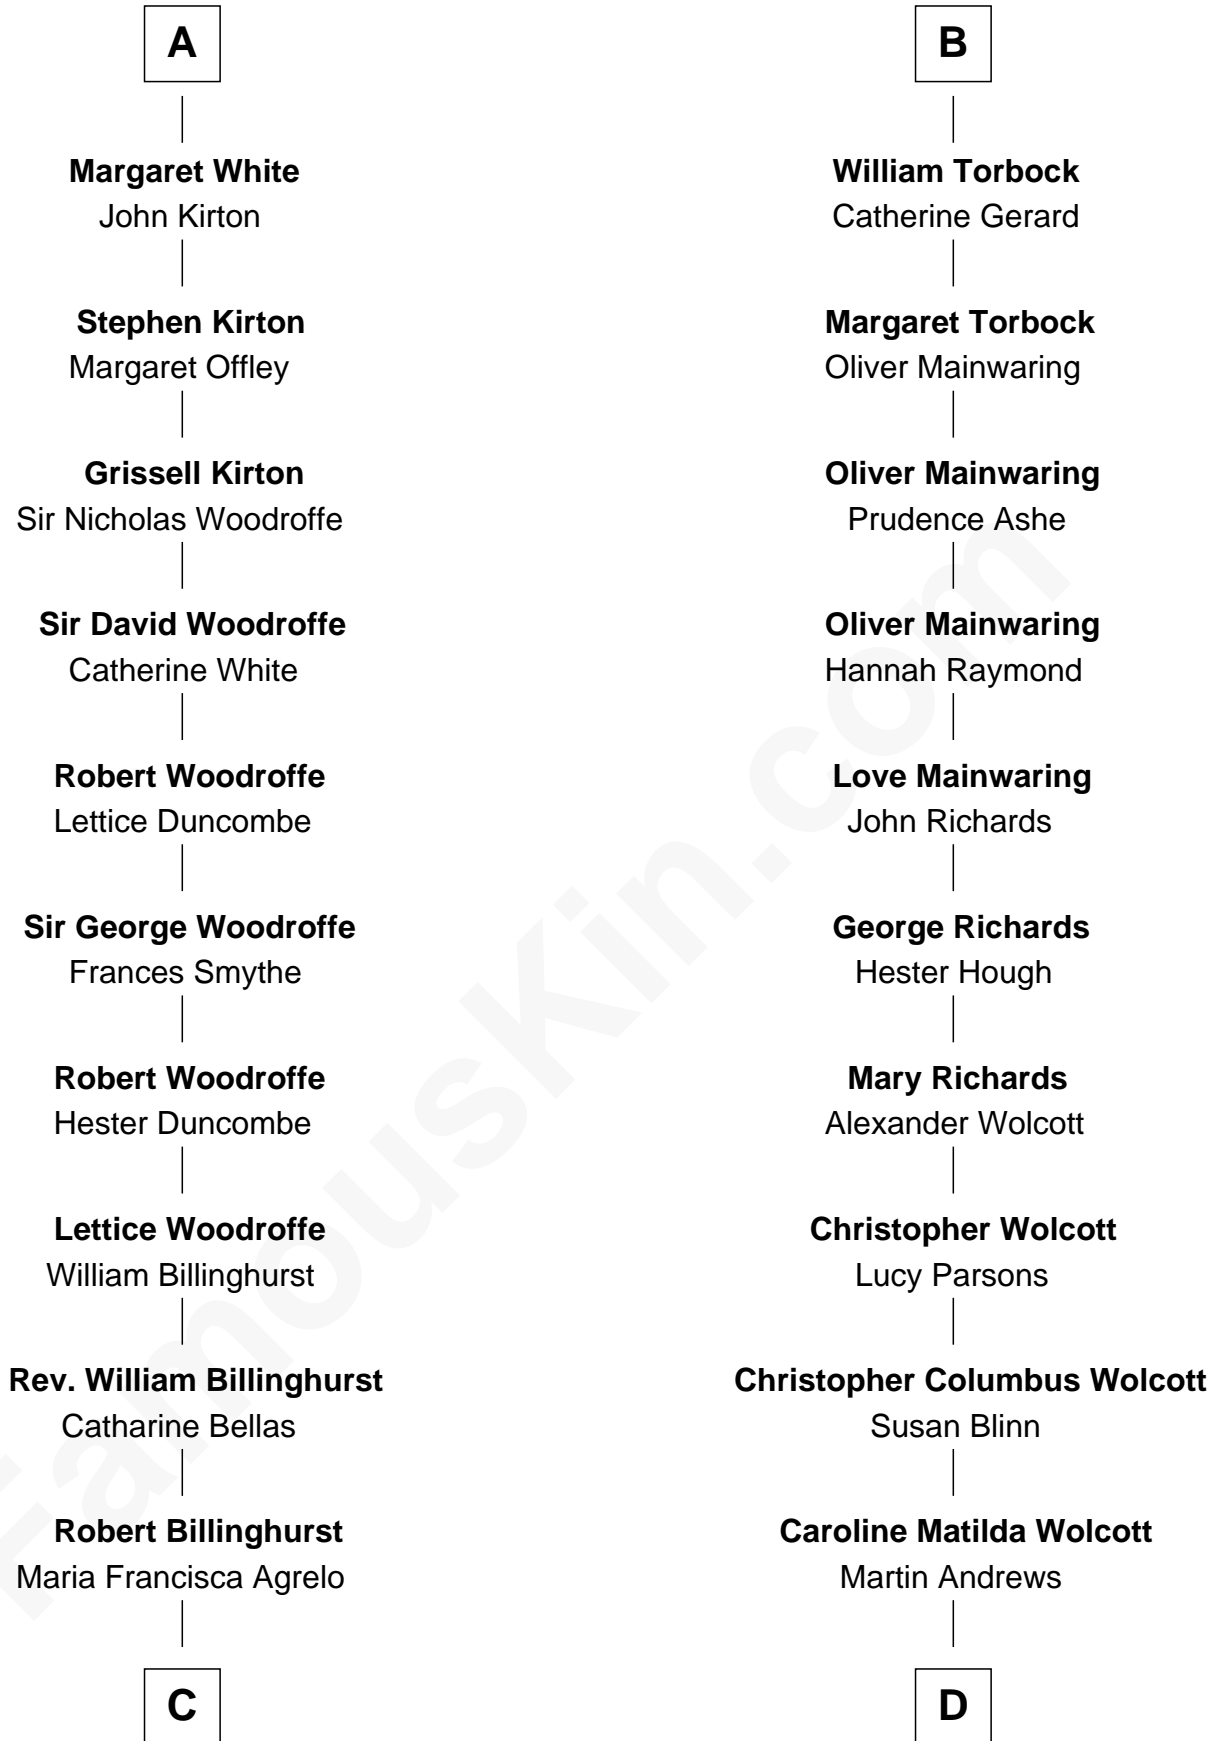 A
Margaret White
John Kirton
Stephen Kirton
Margaret Offley
Grissell Kirton
Sir Nicholas Woodroffe
Sir David Woodroffe
Catherine White
Robert Woodroffe
Lettice Duncombe
Sir George Woodroffe
Frances Smythe
Robert Woodroffe
Hester Duncombe
Lettice Woodroffe
William Billinghurst
Rev. William Billinghurst
Catharine Bellas
Robert Billinghurst
Maria Francisca Agrelo
C
B
William Torbock
Catherine Gerard
Margaret Torbock
Oliver Mainwaring
Oliver Mainwaring
Prudence Ashe
Oliver Mainwaring
Hannah Raymond
Love Mainwaring
John Richards
George Richards
Hester Hough
Mary Richards
Alexander Wolcott
Christopher Wolcott
Lucy Parsons
Christopher Columbus Wolcott
Susan Blinn
Caroline Matilda Wolcott
Martin Andrews
D
FamousKin.com